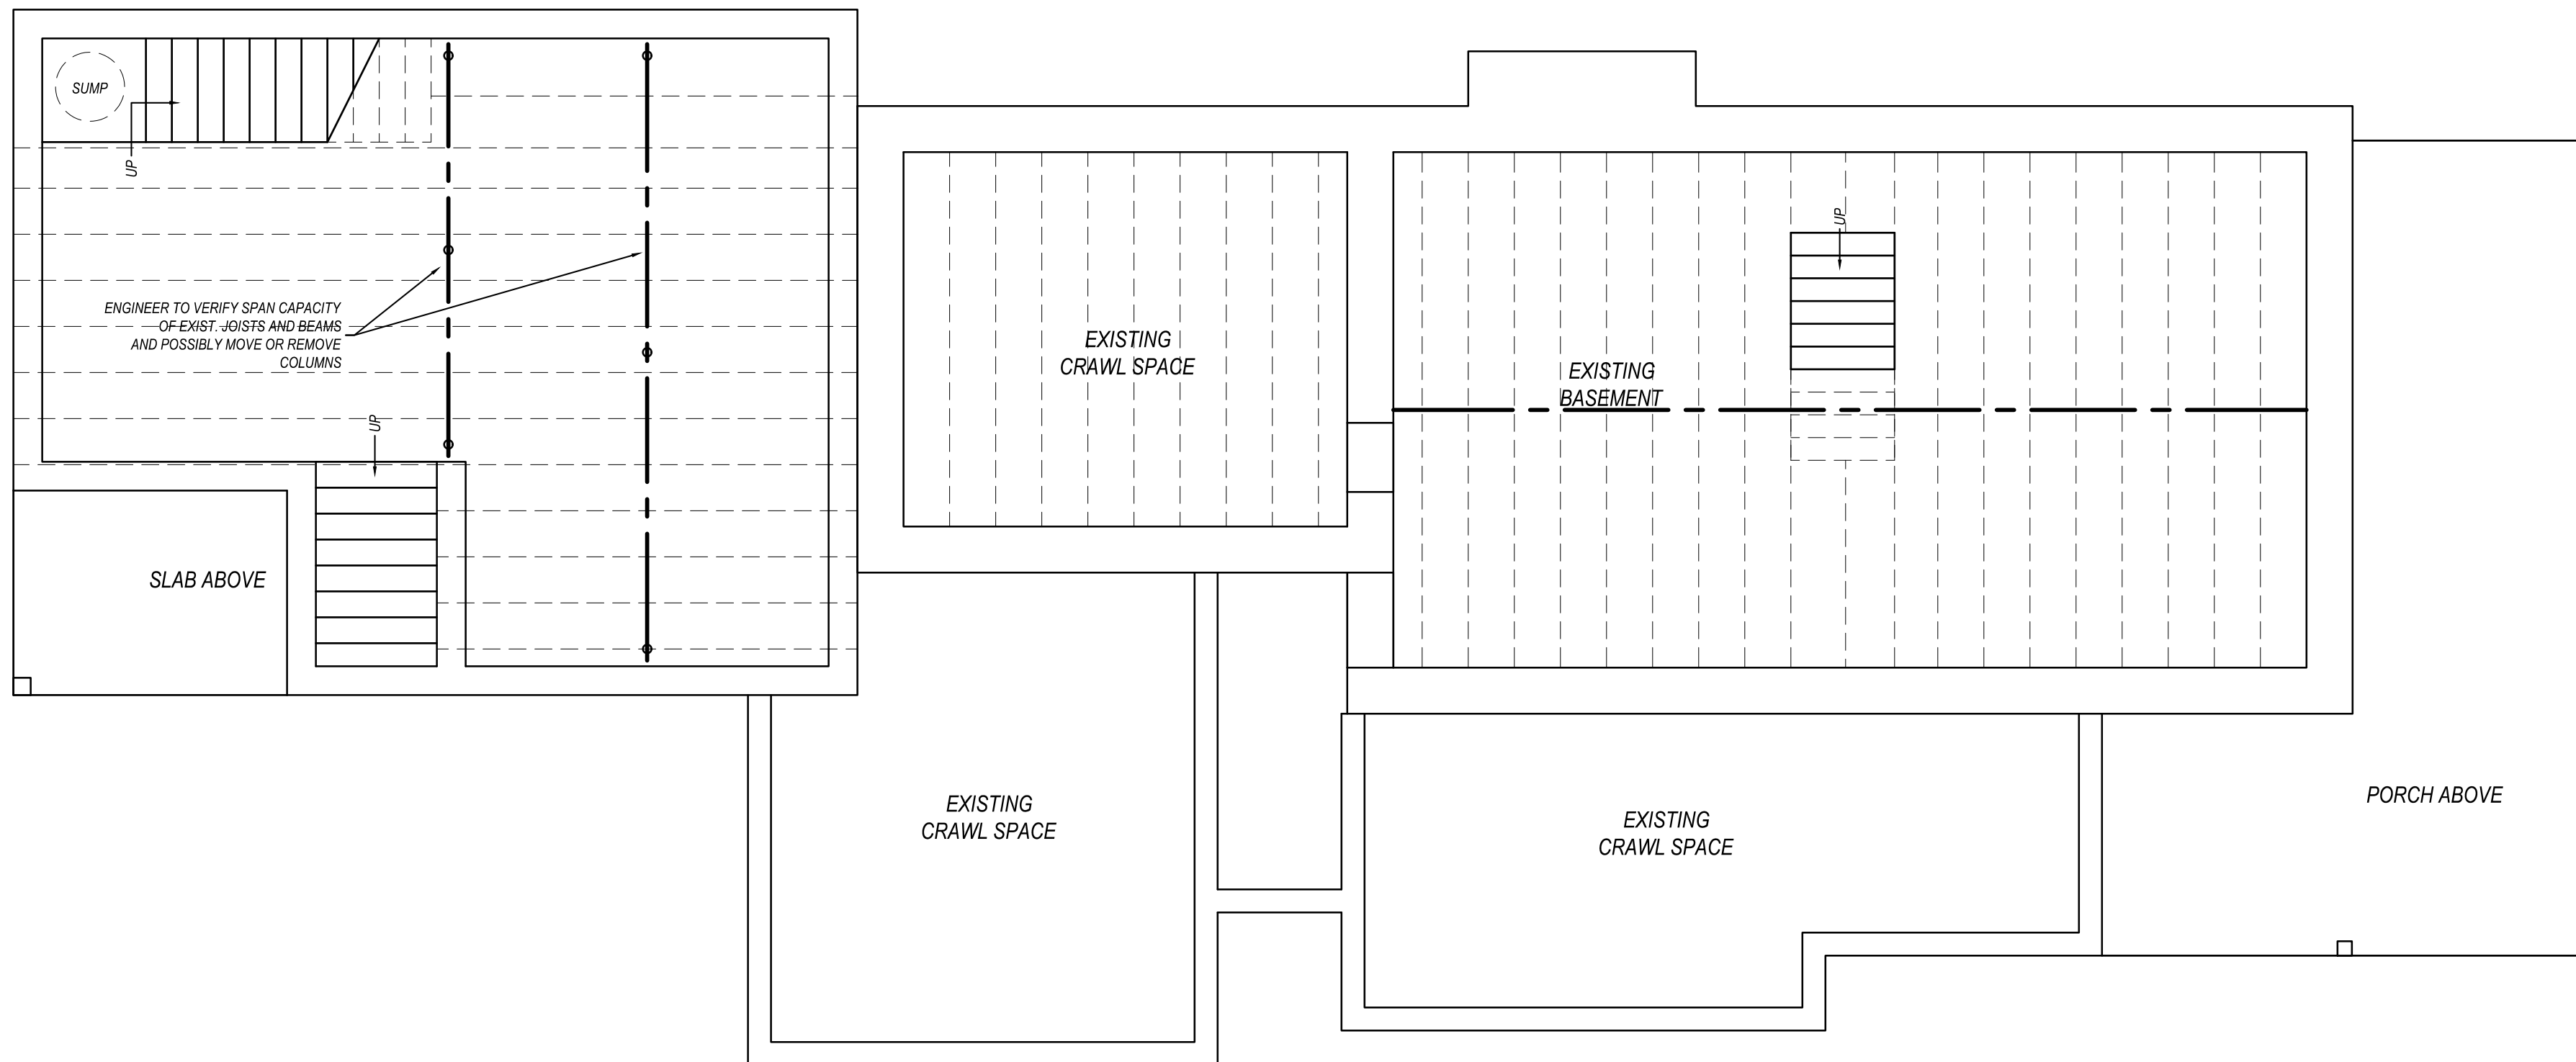 SUMP
UP
UP
ENGINEER TO VERIFY SPAN CAPACITY
OF EXIST. JOISTS AND BEAMS
AND POSSIBLY MOVE OR REMOVE
COLUMNS
UP
EXISTING
CRAWL SPACE
EXISTING
BASEMENT
SLAB ABOVE
EXISTING
CRAWL SPACE
EXISTING
CRAWL SPACE
PORCH ABOVE